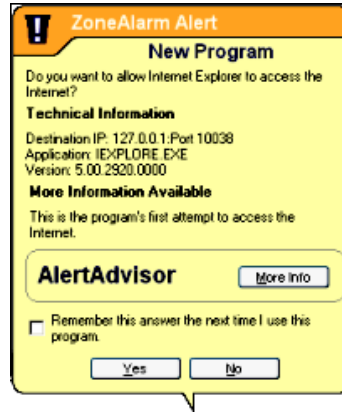 ZoneAlarm Alert
New Program
Do you want to allow Internet Explorer to access the
Internet?
Technical Information
Destination IP: 127.0.0.1:Port 10038
Application: IEXPLORE.EXE
Version: 5.00.2920.0000
More Information Available
This is the program's first attempt to access the
Internet.
AlertAdvisor
More Info
Remember this answer the next time I use this
program.
Yes
No